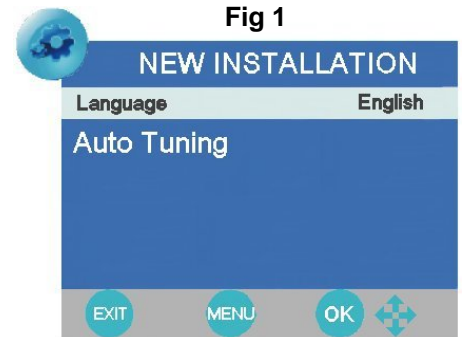 Fig 1
NEW INSTALLATION
Language English
Auto Tuning
EXIT MENU OK